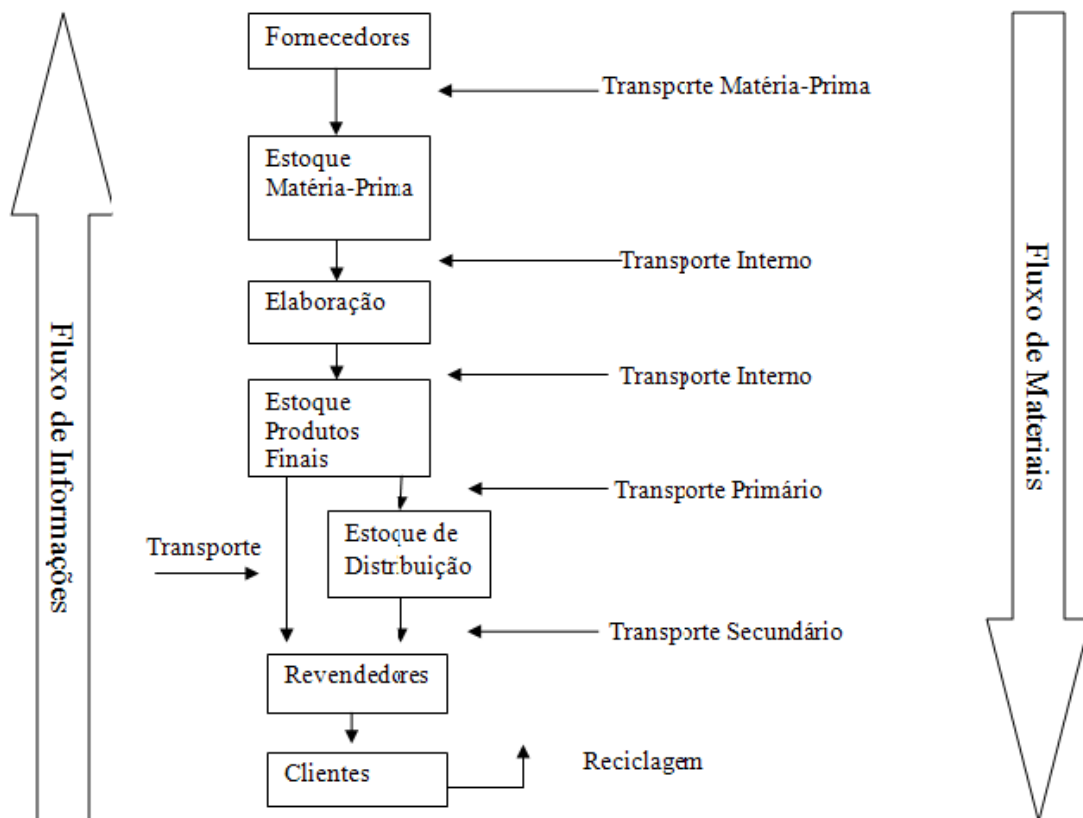 Fornecedores
Transporte Matéria-Prima
Estoque
Matéria-Prima
Transporte Interno
Elaboração
Transporte Interno
Estoque
Produtos
Finais
Transporte Primário
Estoque de
Distribuição
Transporte
Transporte Secundário
Revendedores
Clientes
Reciclagem
Fluxo de Informações
Fluxo de Materiais